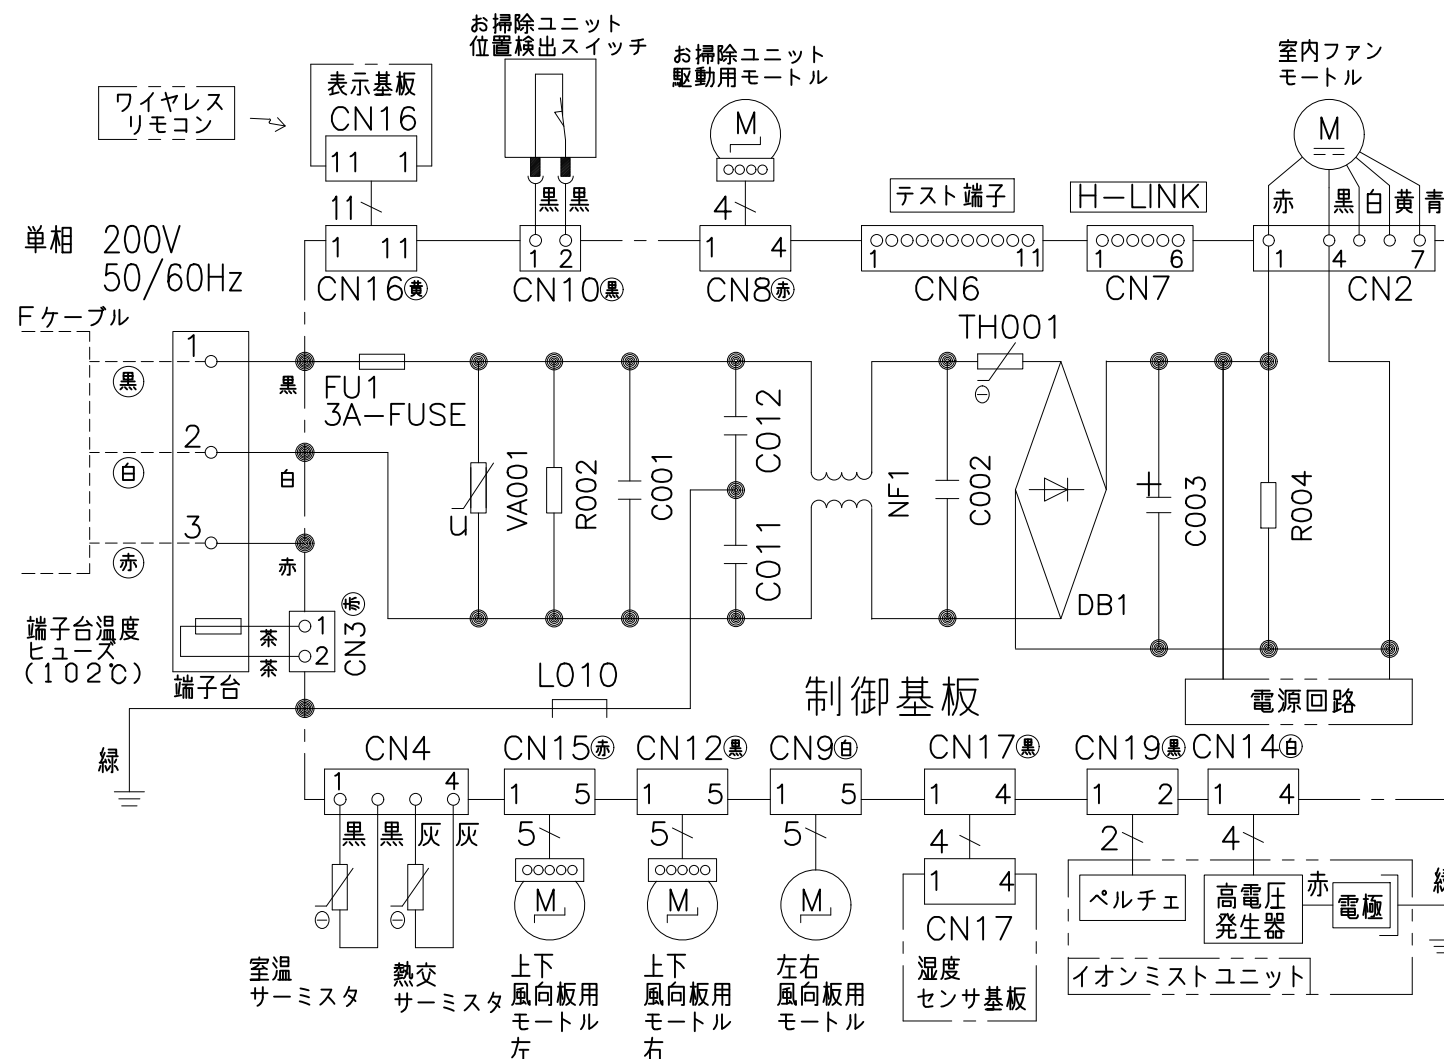 お掃除ユニット
位置検出スイッチ
お掃除ユニット
駆動用モートル
室内ファン
モートル
ワイヤレス
リモコン
表示基板
CN16
11 1
11
1 11
CN16黄
黒 黒
1 2
CN10黒
M
4
1 4
CN8赤
テスト端子
1 11
CN6
H-LINK
1 6
CN7
M
赤 黒 白 黄 青
1 4 7
CN2
単相 200V
50/60Hz
Fケーブル
1
黒
2
白
3
赤
黒
白
赤
端子台温度
ヒューズ
(102℃)
茶
茶
1
2
CN3赤
端子台
FU1
3A-FUSE
u
VA001
R002
C001
C012
C011
NF1
C002
TH001
DB1
+
C003
R004
L010
制御基板
電源回路
緑
CN4
1 4
黒 黒 灰 灰
室温
サーミスタ
熱交
サーミスタ
CN15赤
1 5
5
M
上下
風向板用
モートル
左
CN12黒
1 5
5
M
上下
風向板用
モートル
右
CN9白
1 5
5
M
左右
風向板用
モートル
CN17黒
1 4
4
1 4
CN17
湿度
センサ基板
CN19黒
1 2
2
ペルチェ
CN14白
1 4
4
高電圧
発生器
赤
電極
イオンミストユニット